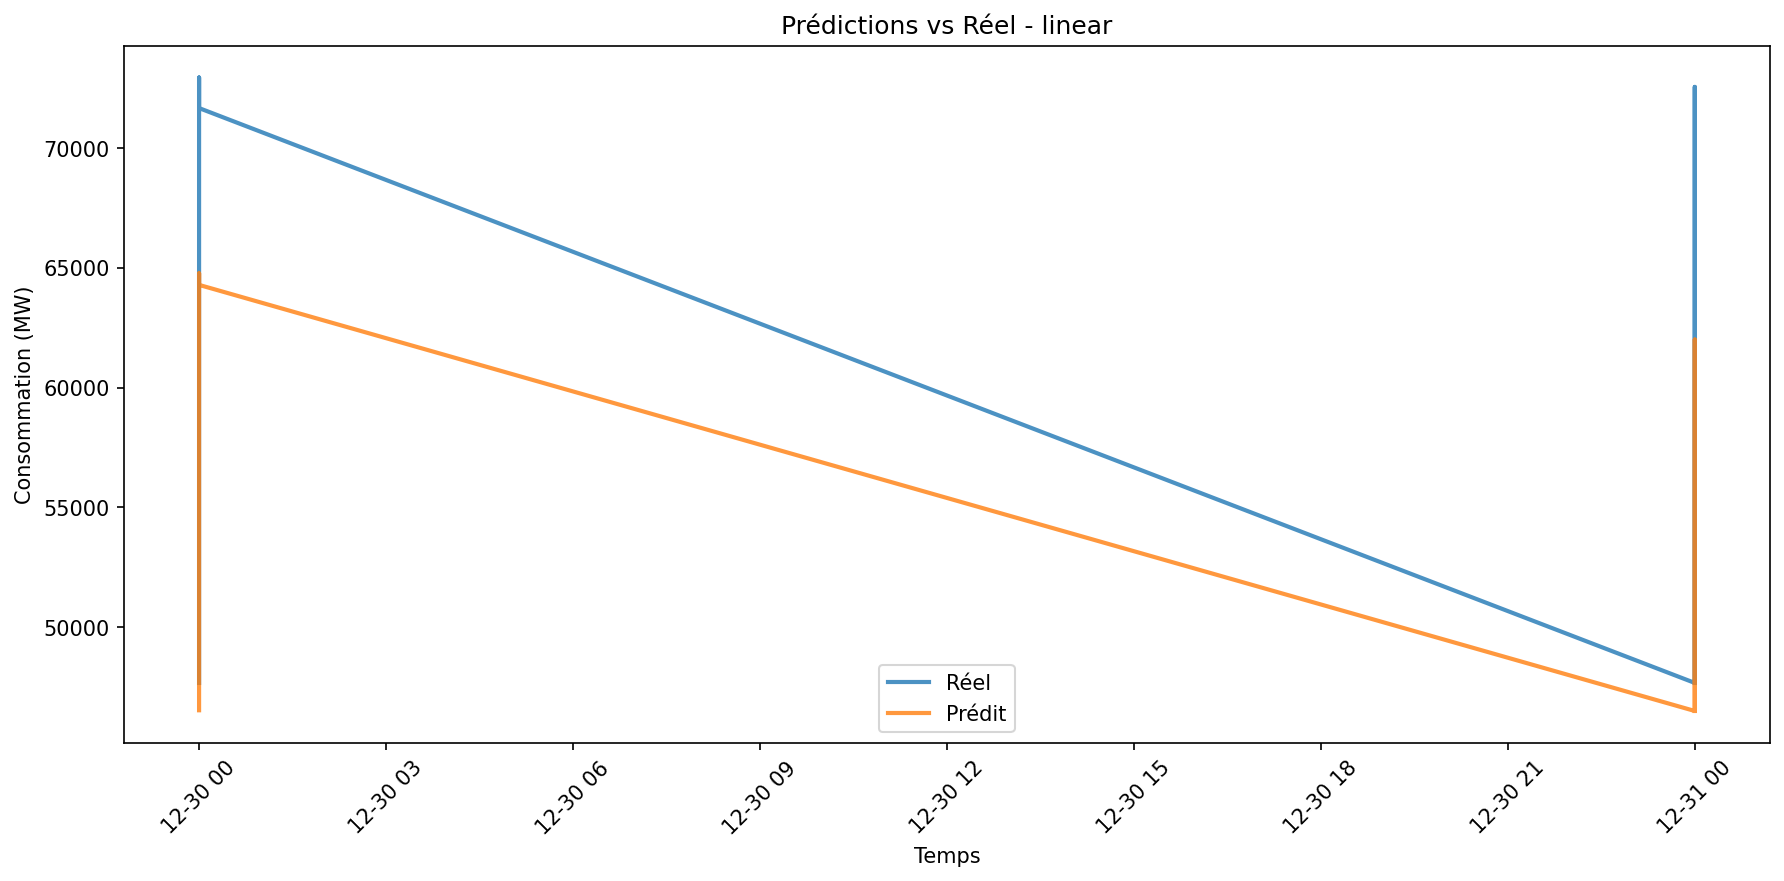 Prédictions vs Réel - linear
Consommation (MW)
70000
65000
60000
55000
50000
Réel
Prédit
12-30 00
12-30 03
12-30 06
12-30 09
12-30 12
12-30 15
12-30 18
12-30 21
12-31 00
Temps